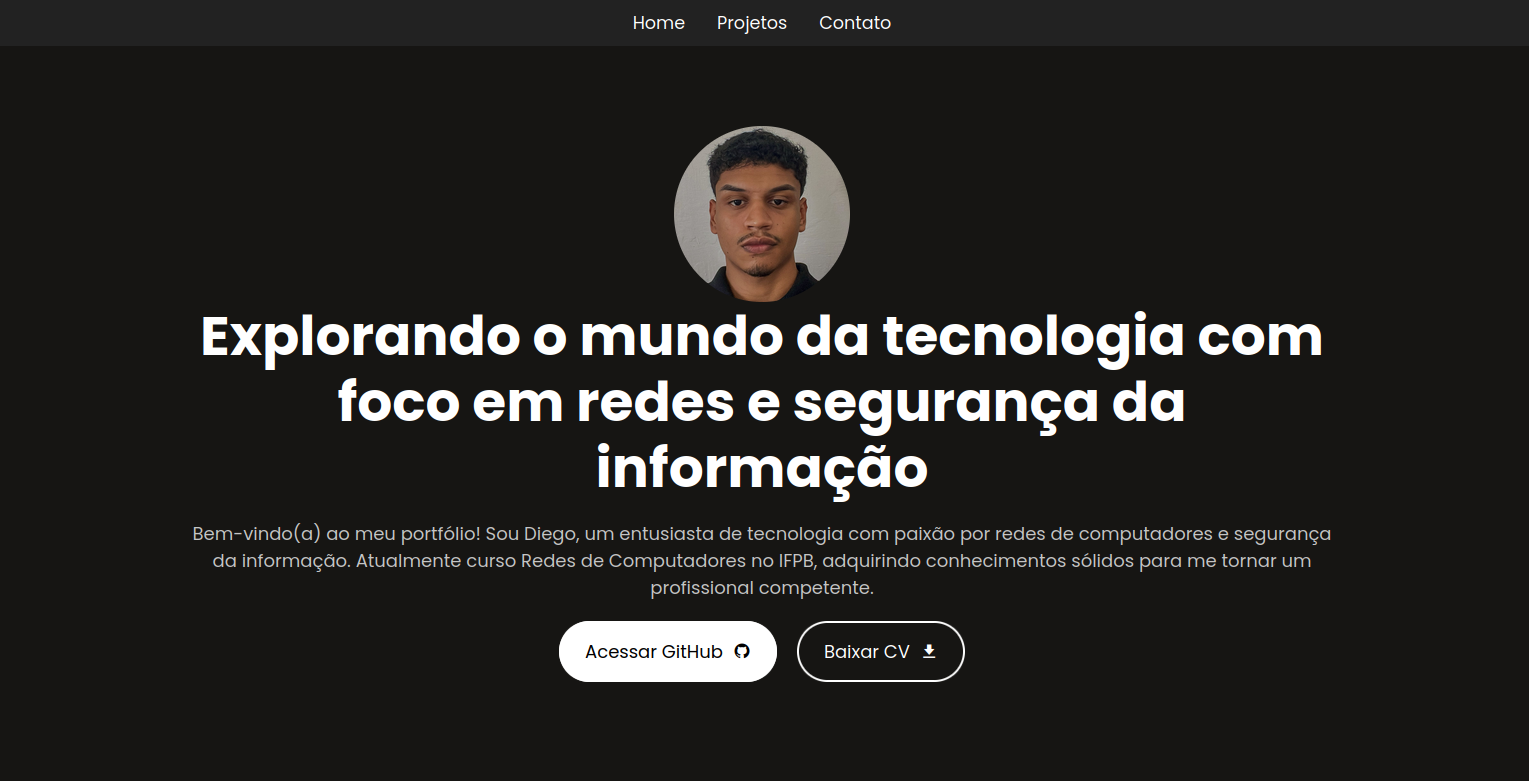 Home Projetos Contato
Explorando o mundo da tecnologia com
foco em redes e segurança da
informação
Bem-vindo(a) ao meu portfólio! Sou Diego, um entusiasta de tecnologia com paixão por redes de computadores e segurança
da informação. Atualmente curso Redes de Computadores no IFPB, adquirindo conhecimentos sólidos para me tornar um
profissional competente.
Acessar GitHub Baixar CV